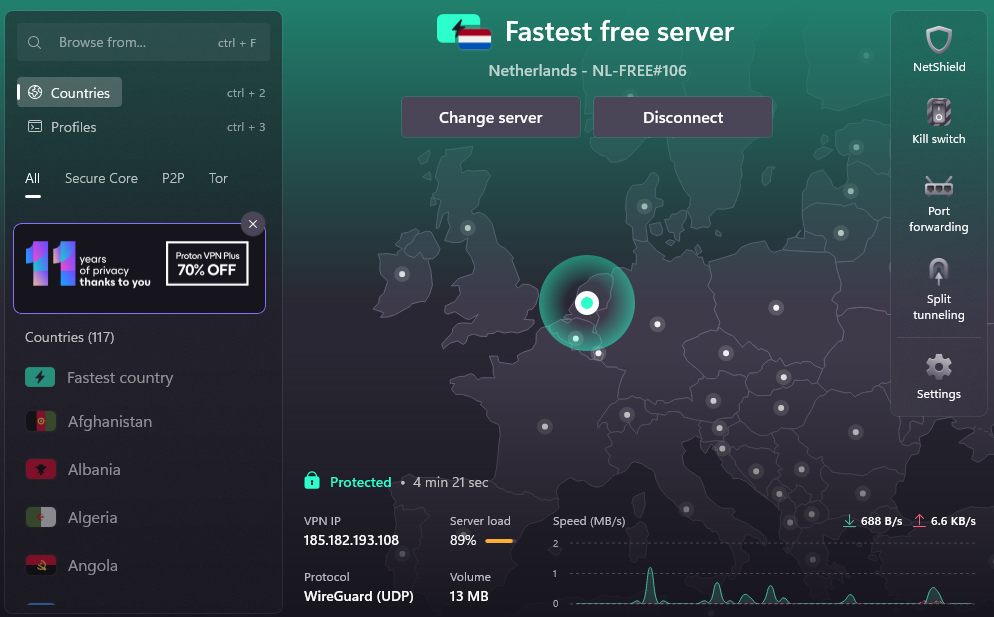 Browse from...
ctrl + F
Countries
ctrl + 2
Profiles
ctrl + 3
All
Secure Core
P2P
Tor
11 years
of privacy
thanks to you
Proton VPN Plus
70% OFF
Countries (117)
Fastest country
Afghanistan
Albania
Algeria
Angola
Fastest free server
Netherlands - NL-FREE#106
Change server
Disconnect
Protected • 4 min 21 sec
VPN IP
185.182.193.108
Server load
89%
Protocol
WireGuard (UDP)
Volume
13 MB
Speed (MB/s)
688 B/s
6.6 KB/s
2
1
0
NetShield
Kill switch
Port
forwarding
Split
tunneling
Settings